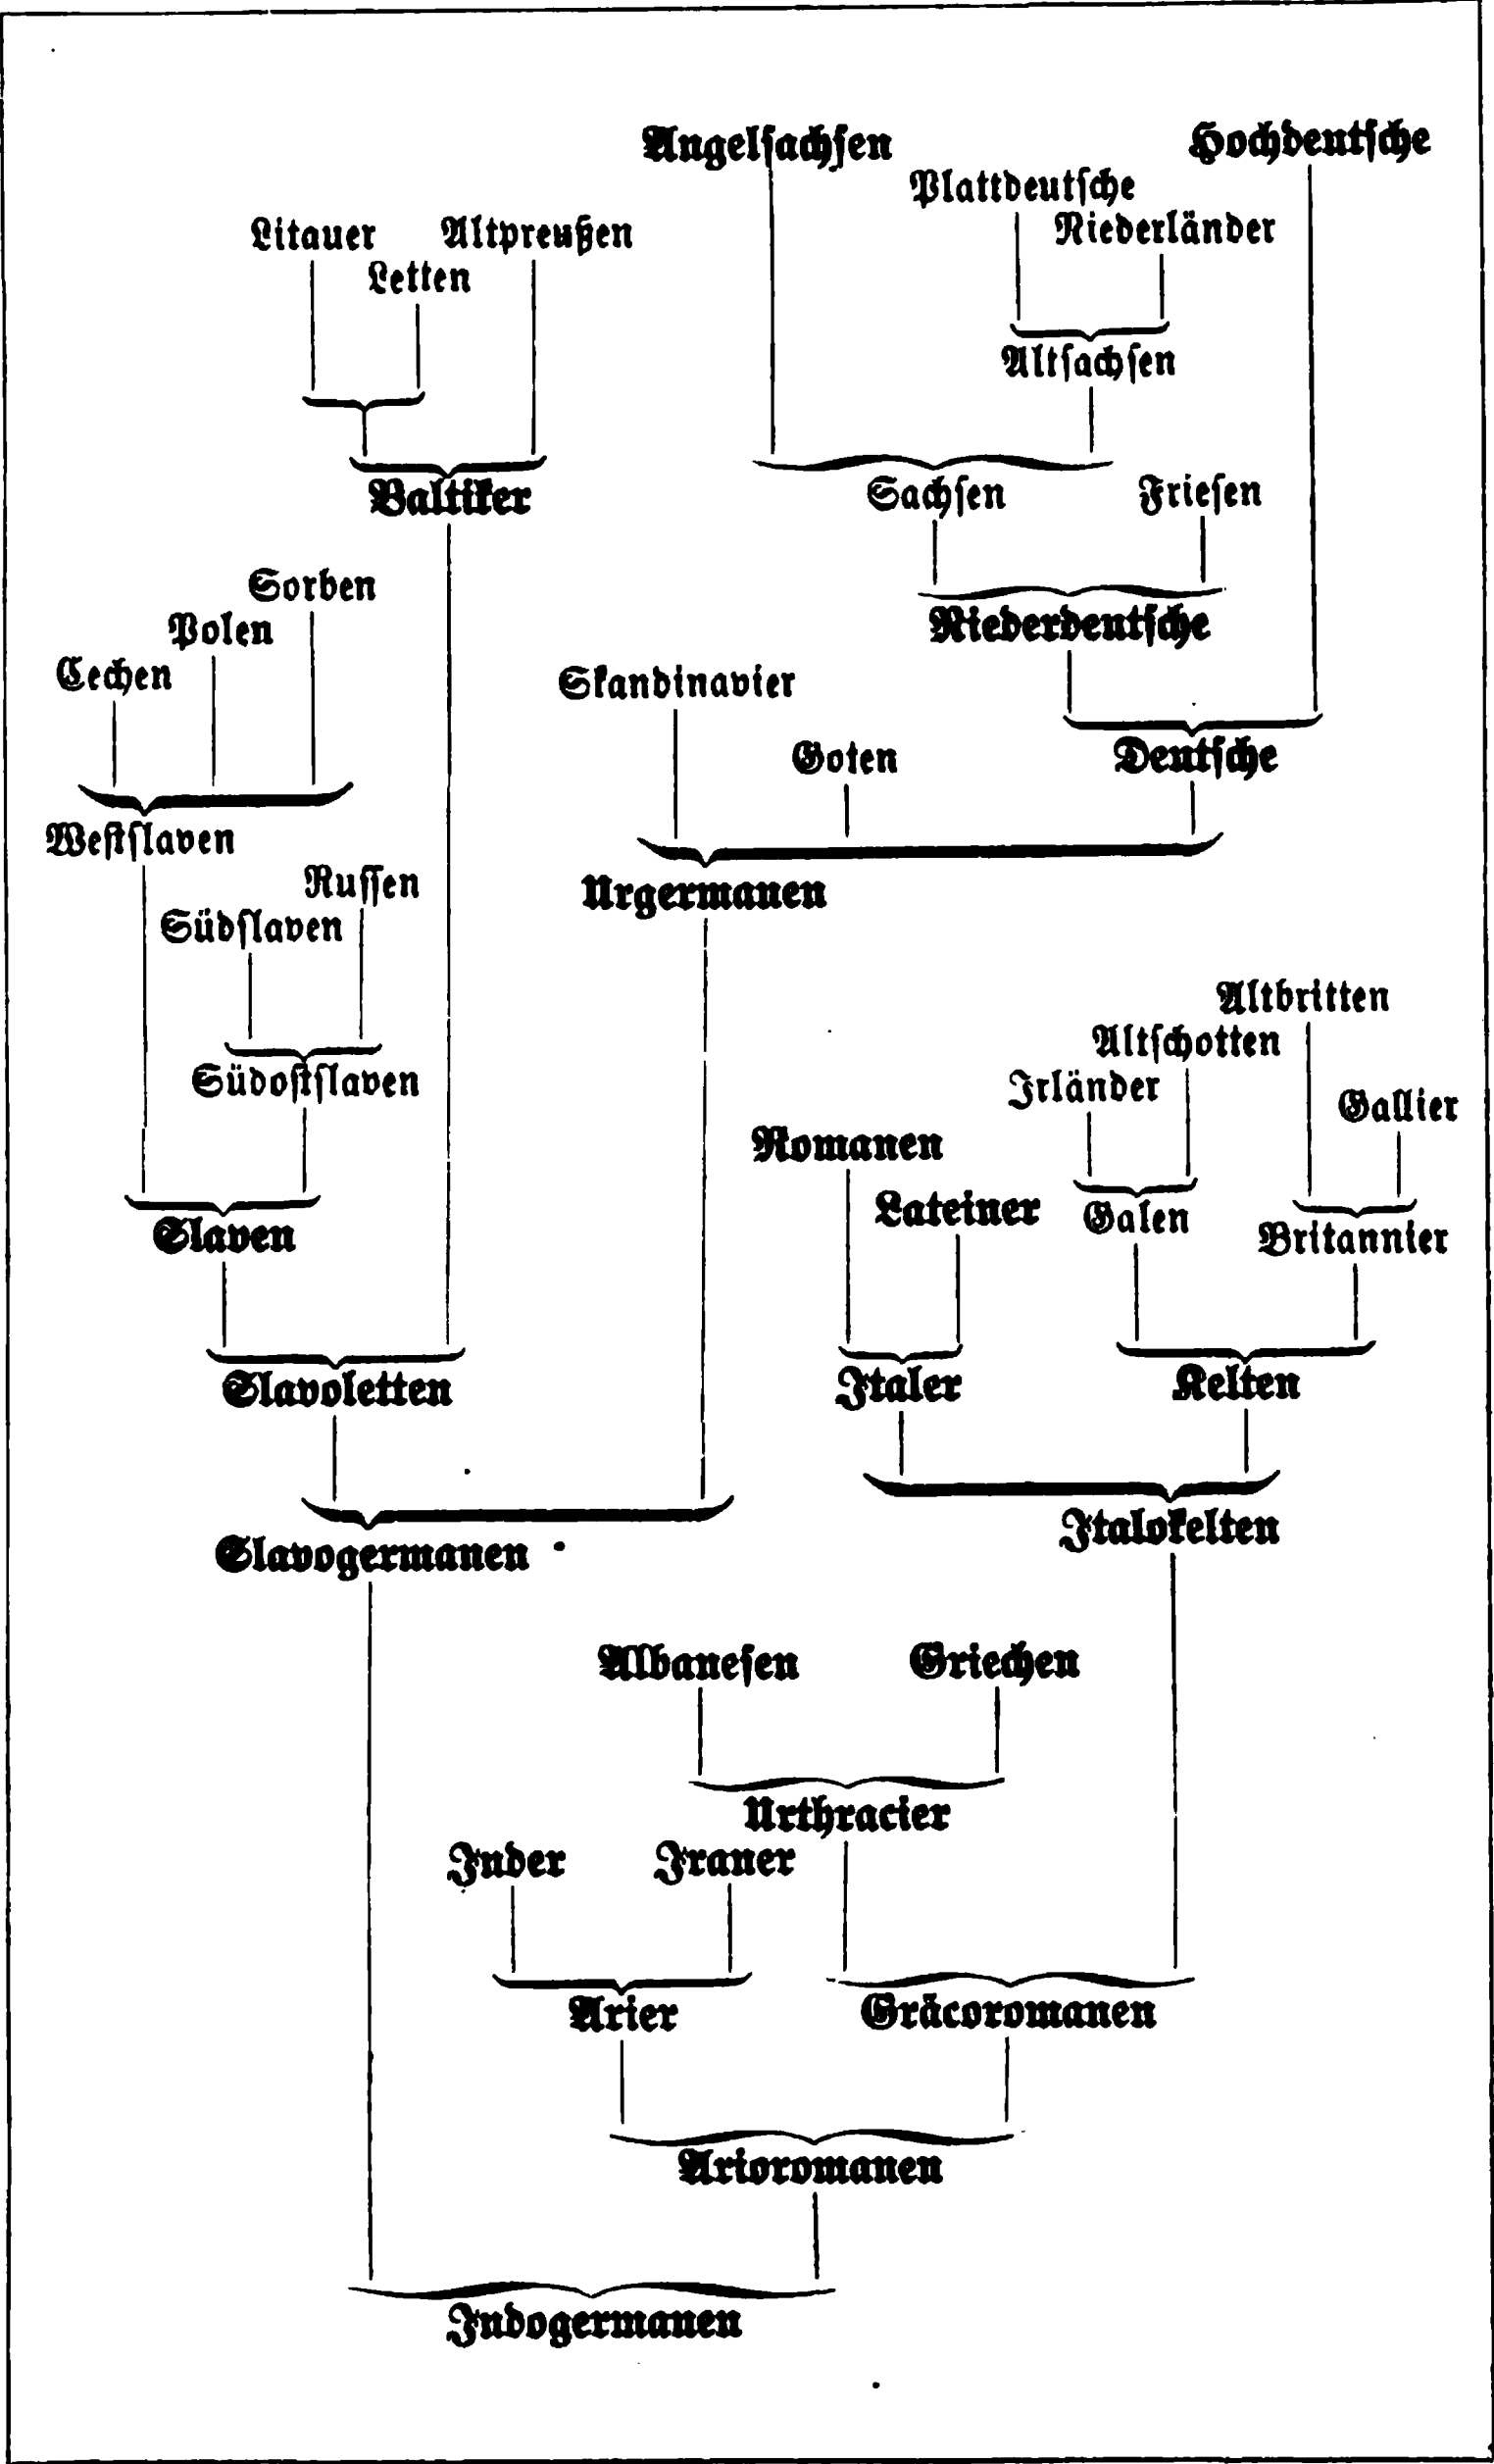 Angelsachsen
Hochdeutsche
Plattdeutsche
Niederländer
Litauer
Altpreußen
Letten
Altsachsen
Baltiker
Sachsen
Friesen
Sorben
Polen
Niederdeutsche
Cechen
Skandinavier
Goten
Deutsche
Westslaven
Russen
Urgermanen
Südslaven
Altbritten
Altschotten
Südostslaven
Irländer
Gallier
Romanen
Lateiner
Galen
Slaven
Britannier
Slavoletten
Italer
Kelten
Italokelten
Slavogermanen
Albanesen
Griechen
Urthracier
Inder
Iraner
Arier
Gräcoromanen
Arioromanen
Indogermanen